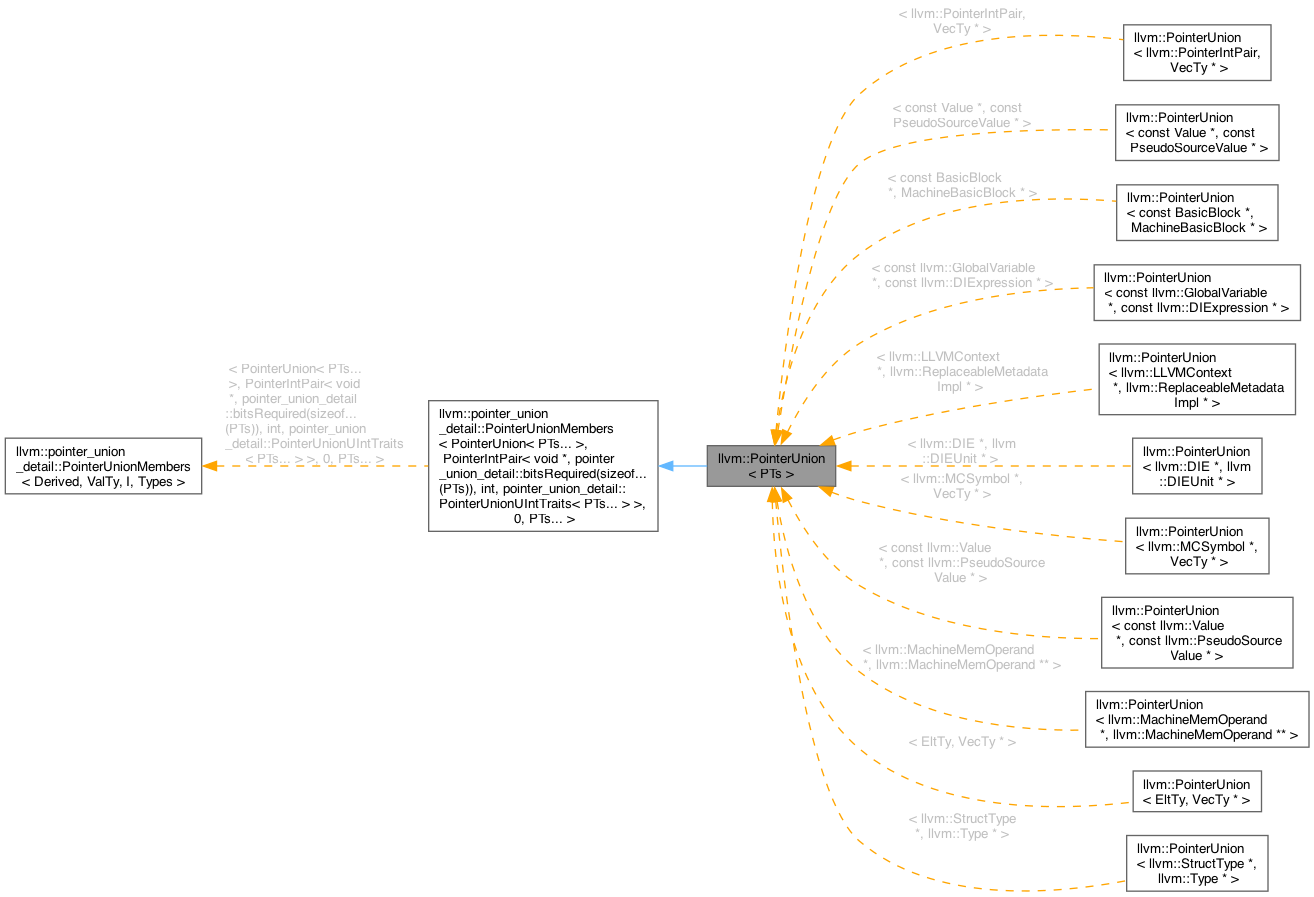 < llvm::PointerIntPair,
VecTy * >
llvm::PointerUnion
< llvm::PointerIntPair,
VecTy * >
< const Value *, const
PseudoSourceValue * >
llvm::PointerUnion
< const Value *, const
PseudoSourceValue * >
< const BasicBlock
*, MachineBasicBlock * >
llvm::PointerUnion
< const BasicBlock *,
MachineBasicBlock * >
< const llvm::GlobalVariable
*, const llvm::DIExpression * >
llvm::PointerUnion
< const llvm::GlobalVariable
*, const llvm::DIExpression * >
< llvm::LLVMContext
*, llvm::ReplaceableMetadata
Impl * >
llvm::PointerUnion
< llvm::LLVMContext
*, llvm::ReplaceableMetadata
Impl * >
< PointerUnion< PTs...
>, PointerIntPair< void
*, pointer_union_detail
::bitsRequired(sizeof...
(PTs)), int, pointer_union
_detail::PointerUnionUIntTraits
< PTs... > >, 0, PTs... >
llvm::pointer_union
_detail::PointerUnionMembers
< Derived, ValTy, I, Types >
llvm::pointer_union
_detail::PointerUnionMembers
< PointerUnion< PTs... >,
PointerIntPair< void *, pointer
_union_detail::bitsRequired(sizeof...
(PTs)), int, pointer_union_detail::
PointerUnionUIntTraits< PTs... > >,
0, PTs... >
llvm::PointerUnion
< PTs >
< llvm::DIE *, llvm
::DIEUnit * >
llvm::PointerUnion
< llvm::DIE *, llvm
::DIEUnit * >
< llvm::MCSymbol *,
VecTy * >
llvm::PointerUnion
< llvm::MCSymbol *,
VecTy * >
< const llvm::Value
*, const llvm::PseudoSource
Value * >
llvm::PointerUnion
< const llvm::Value
*, const llvm::PseudoSource
Value * >
< llvm::MachineMemOperand
*, llvm::MachineMemOperand ** >
llvm::PointerUnion
< llvm::MachineMemOperand
*, llvm::MachineMemOperand ** >
< EltTy, VecTy * >
llvm::PointerUnion
< EltTy, VecTy * >
< llvm::StructType
*, llvm::Type * >
llvm::PointerUnion
< llvm::StructType *,
llvm::Type * >